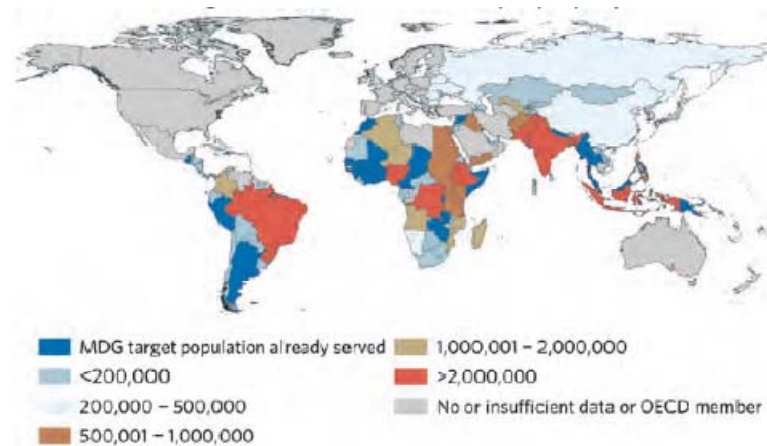 MDG target population already served
<200,000
200,000 – 500,000
500,001 – 1,000,000
1,000,001 – 2,000,000
>2,000,000
No or insufficient data or OECD member